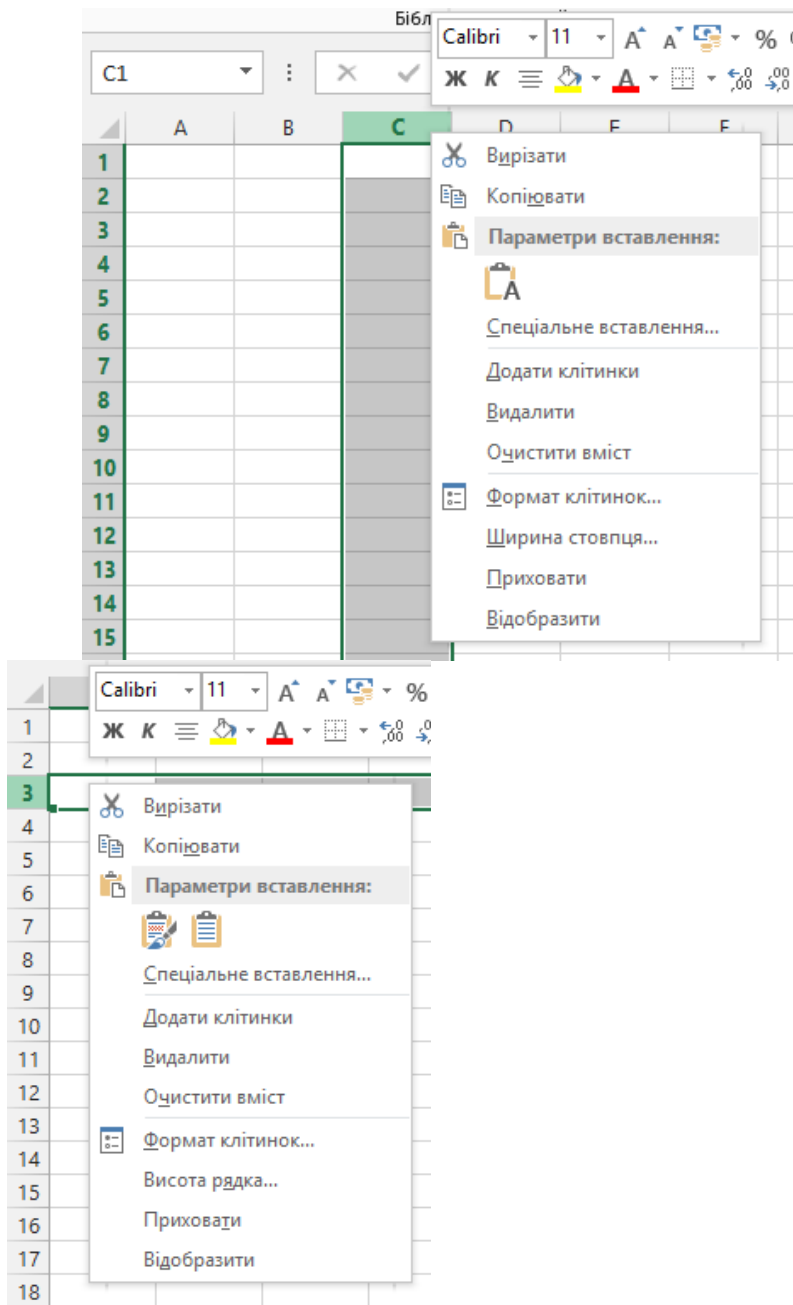 Бібл
Calibri 11 А А %
C1
Ж К А ,00 ,00
A B C D E F
1
Вирізати
2
Копіювати
3
Параметри вставлення:
4
А
5
6
Спеціальне вставлення...
7
Додати клітинки
8
Видалити
9
Очистити вміст
10
11
Формат клітинок...
12
Ширина стовпця...
13
Приховати
14
Відобразити
15
Calibri 11 А А %
1
Ж К А ,00
2
3
Вирізати
4
Копіювати
5
6
Параметри вставлення:
7
8
Спеціальне вставлення...
9
10
Додати клітинки
11
Видалити
12
Очистити вміст
13
Формат клітинок...
14
15
Висота рядка...
16
Приховати
17
Відобразити
18